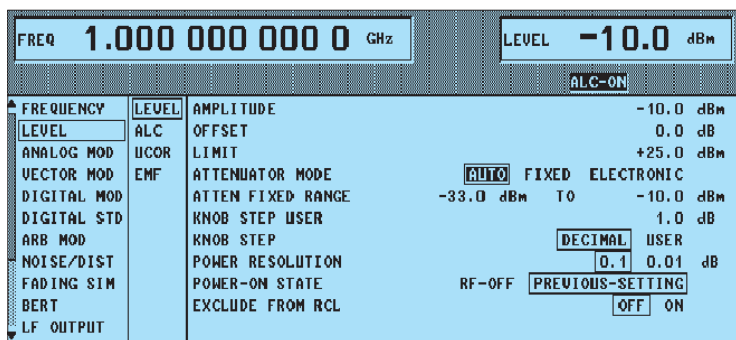 FREQ 1.000 000 000 0 GHz LEVEL -10.0 dBm
ALC-ON
FREQUENCY LEVEL AMPLITUDE -10.0 dBm
LEVEL ALC OFFSET 0.0 dB
ANALOG MOD UCOR LIMIT +25.0 dBm
VECTOR MOD EMF ATTENUATOR MODE AUTO FIXED ELECTRONIC
DIGITAL MOD ATTEN FIXED RANGE -33.0 dBm TO -10.0 dBm
DIGITAL STD KNOB STEP USER 1.0 dB
ARB MOD KNOB STEP DECIMAL USER
NOISE/DIST POWER RESOLUTION 0.1 0.01 dB
FADING SIM POWER-ON STATE RF-OFF PREVIOUS-SETTING
BERT EXCLUDE FROM RCL OFF ON
LF OUTPUT